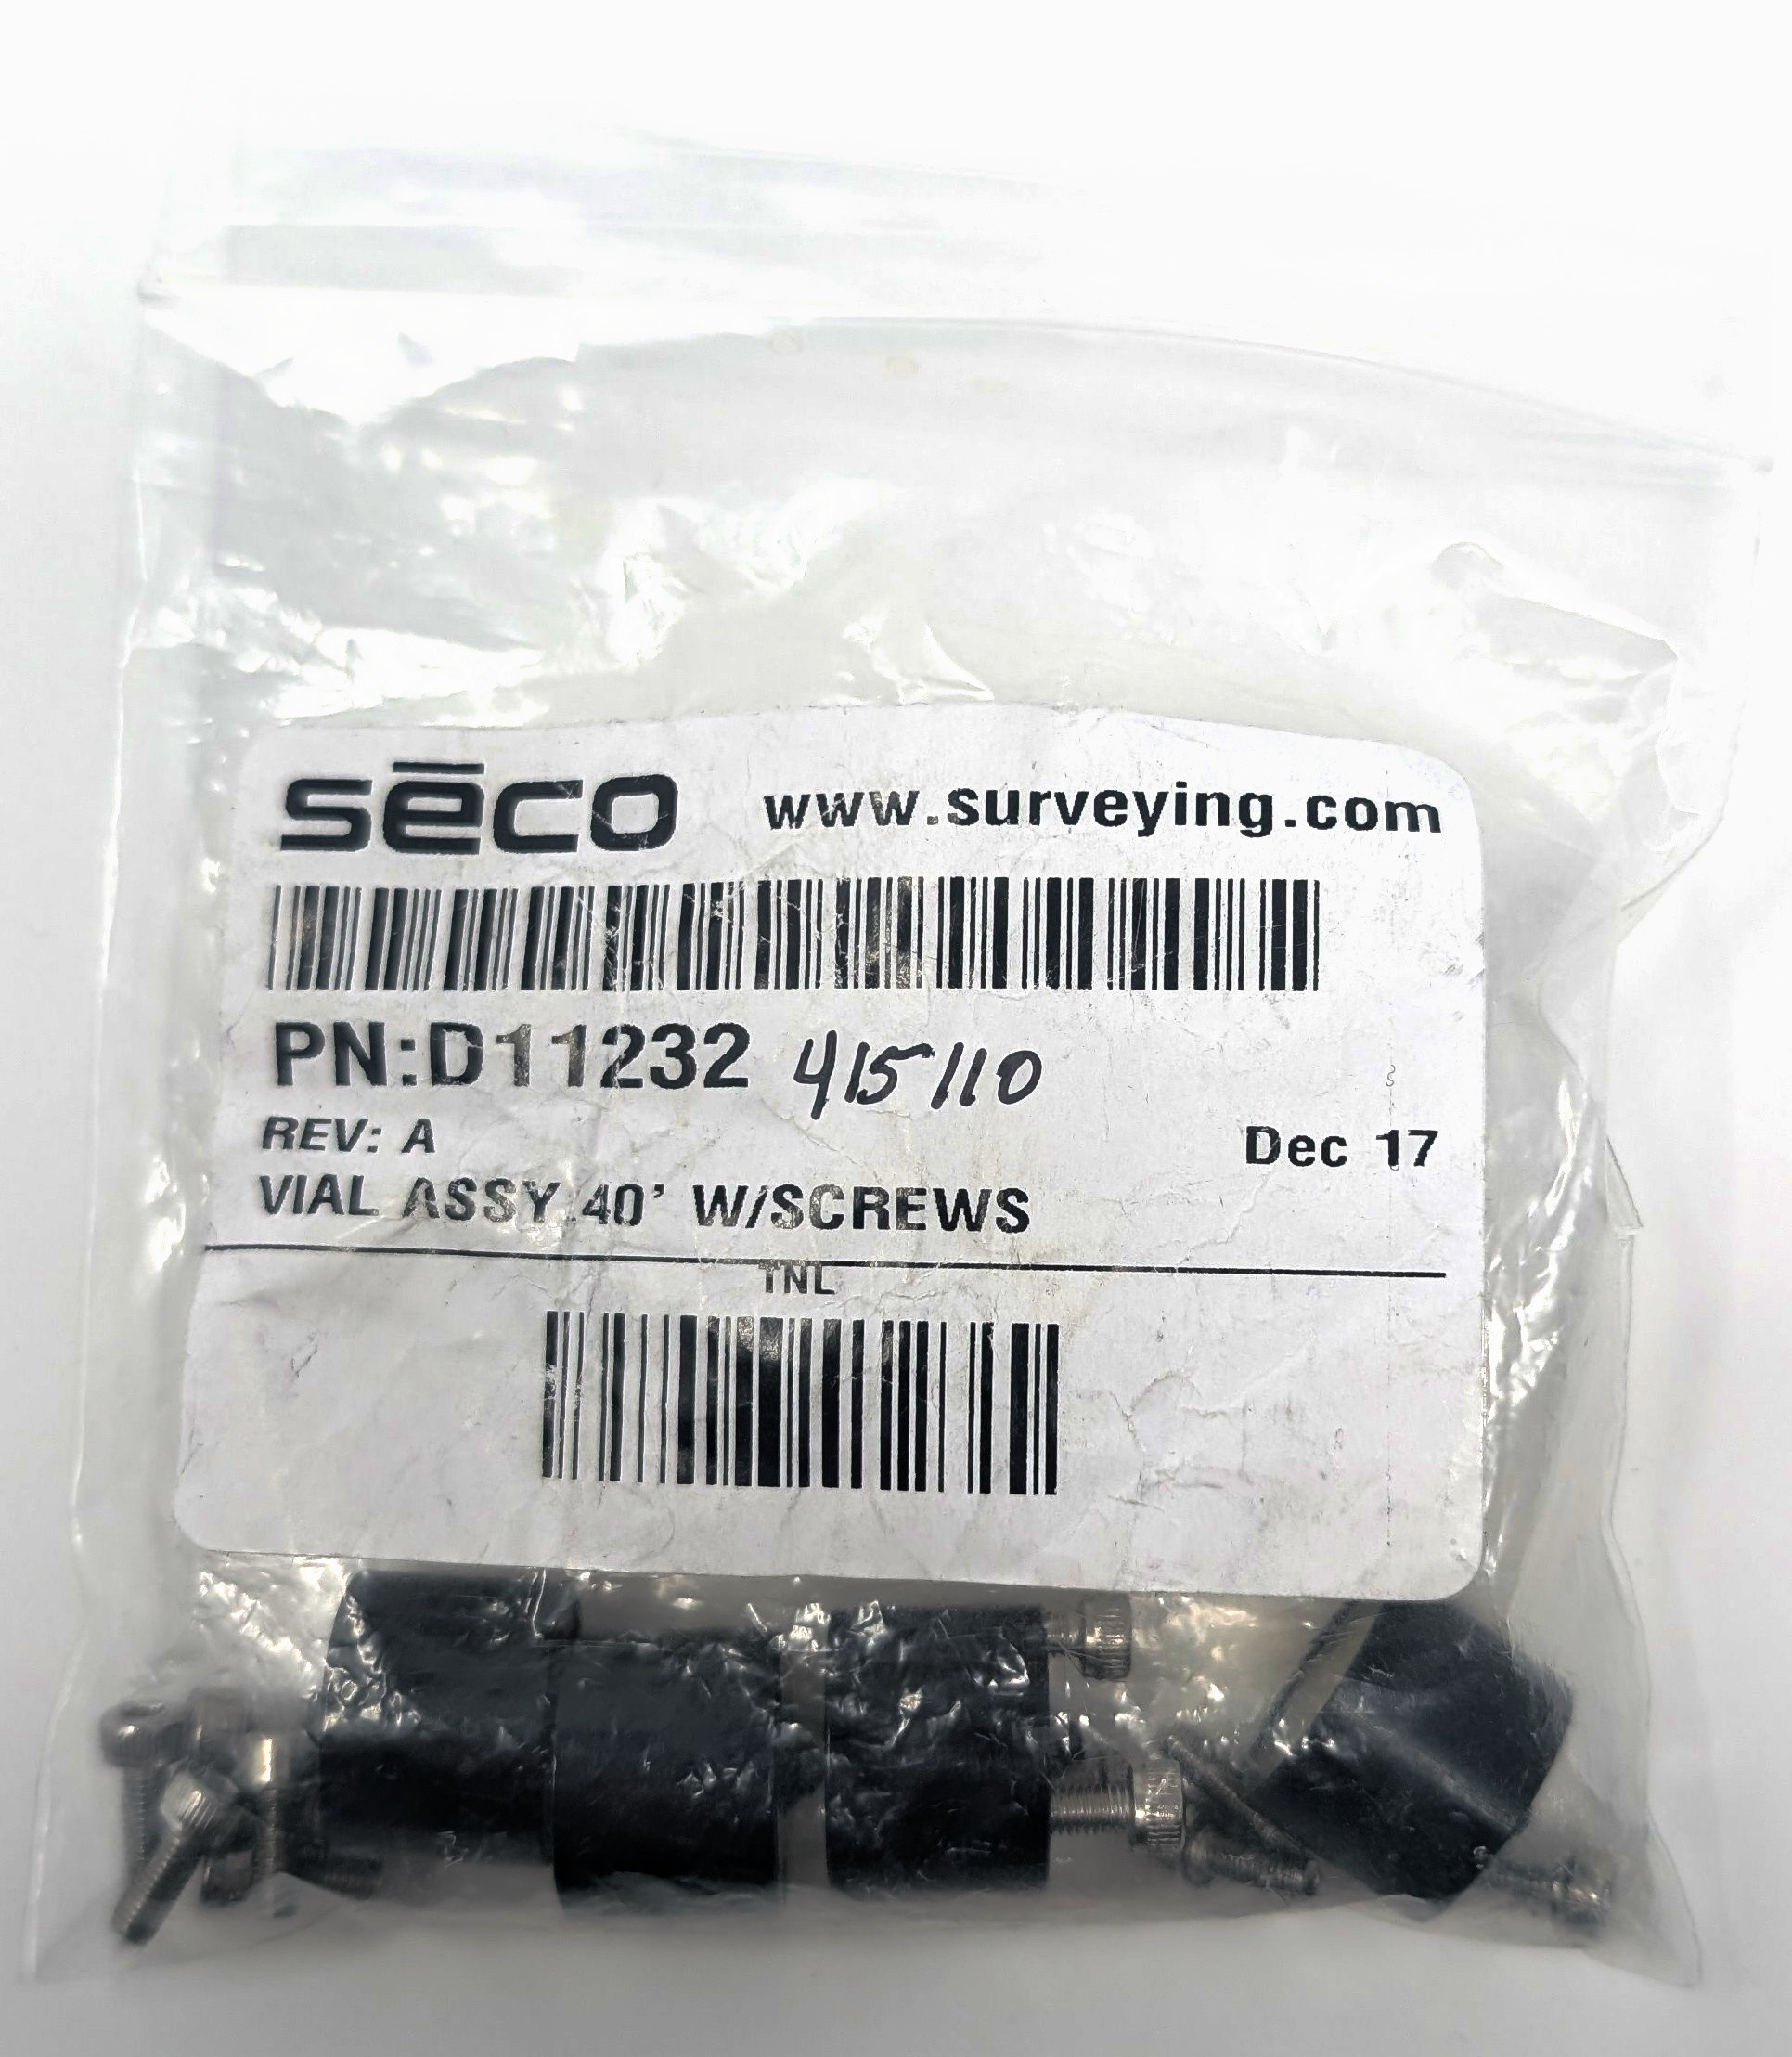 sēco www.surveying.com
PN:D11232 415110
REV: A Dec 17
VIAL ASSY.40' W/SCREWS
TNL